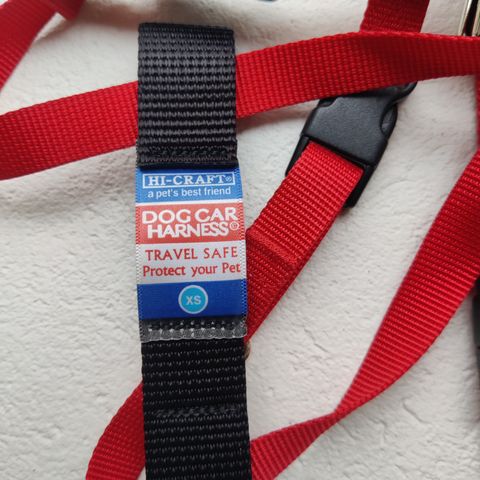 HI-CRAFT®
a pet's best friend
DOG CAR
HARNESS©
TRAVEL SAFE
Protect your Pet
XS